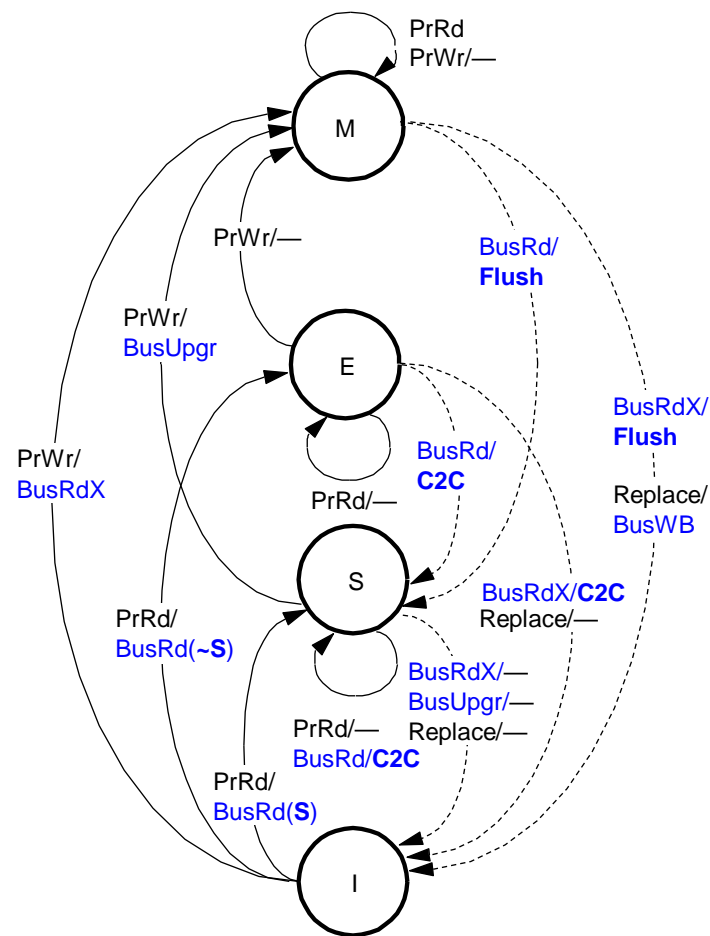 PrRd
PrWr/—
M
PrWr/—
BusRd/
Flush
PrWr/
BusUpgr
E
BusRdX/
Flush
BusRd/
C2C
PrWr/
BusRdX
PrRd/—
Replace/
BusWB
S
BusRdX/C2C
Replace/—
PrRd/
BusRd(~S)
BusRdX/—
BusUpgr/—
Replace/—
PrRd/—
BusRd/C2C
PrRd/
BusRd(S)
I